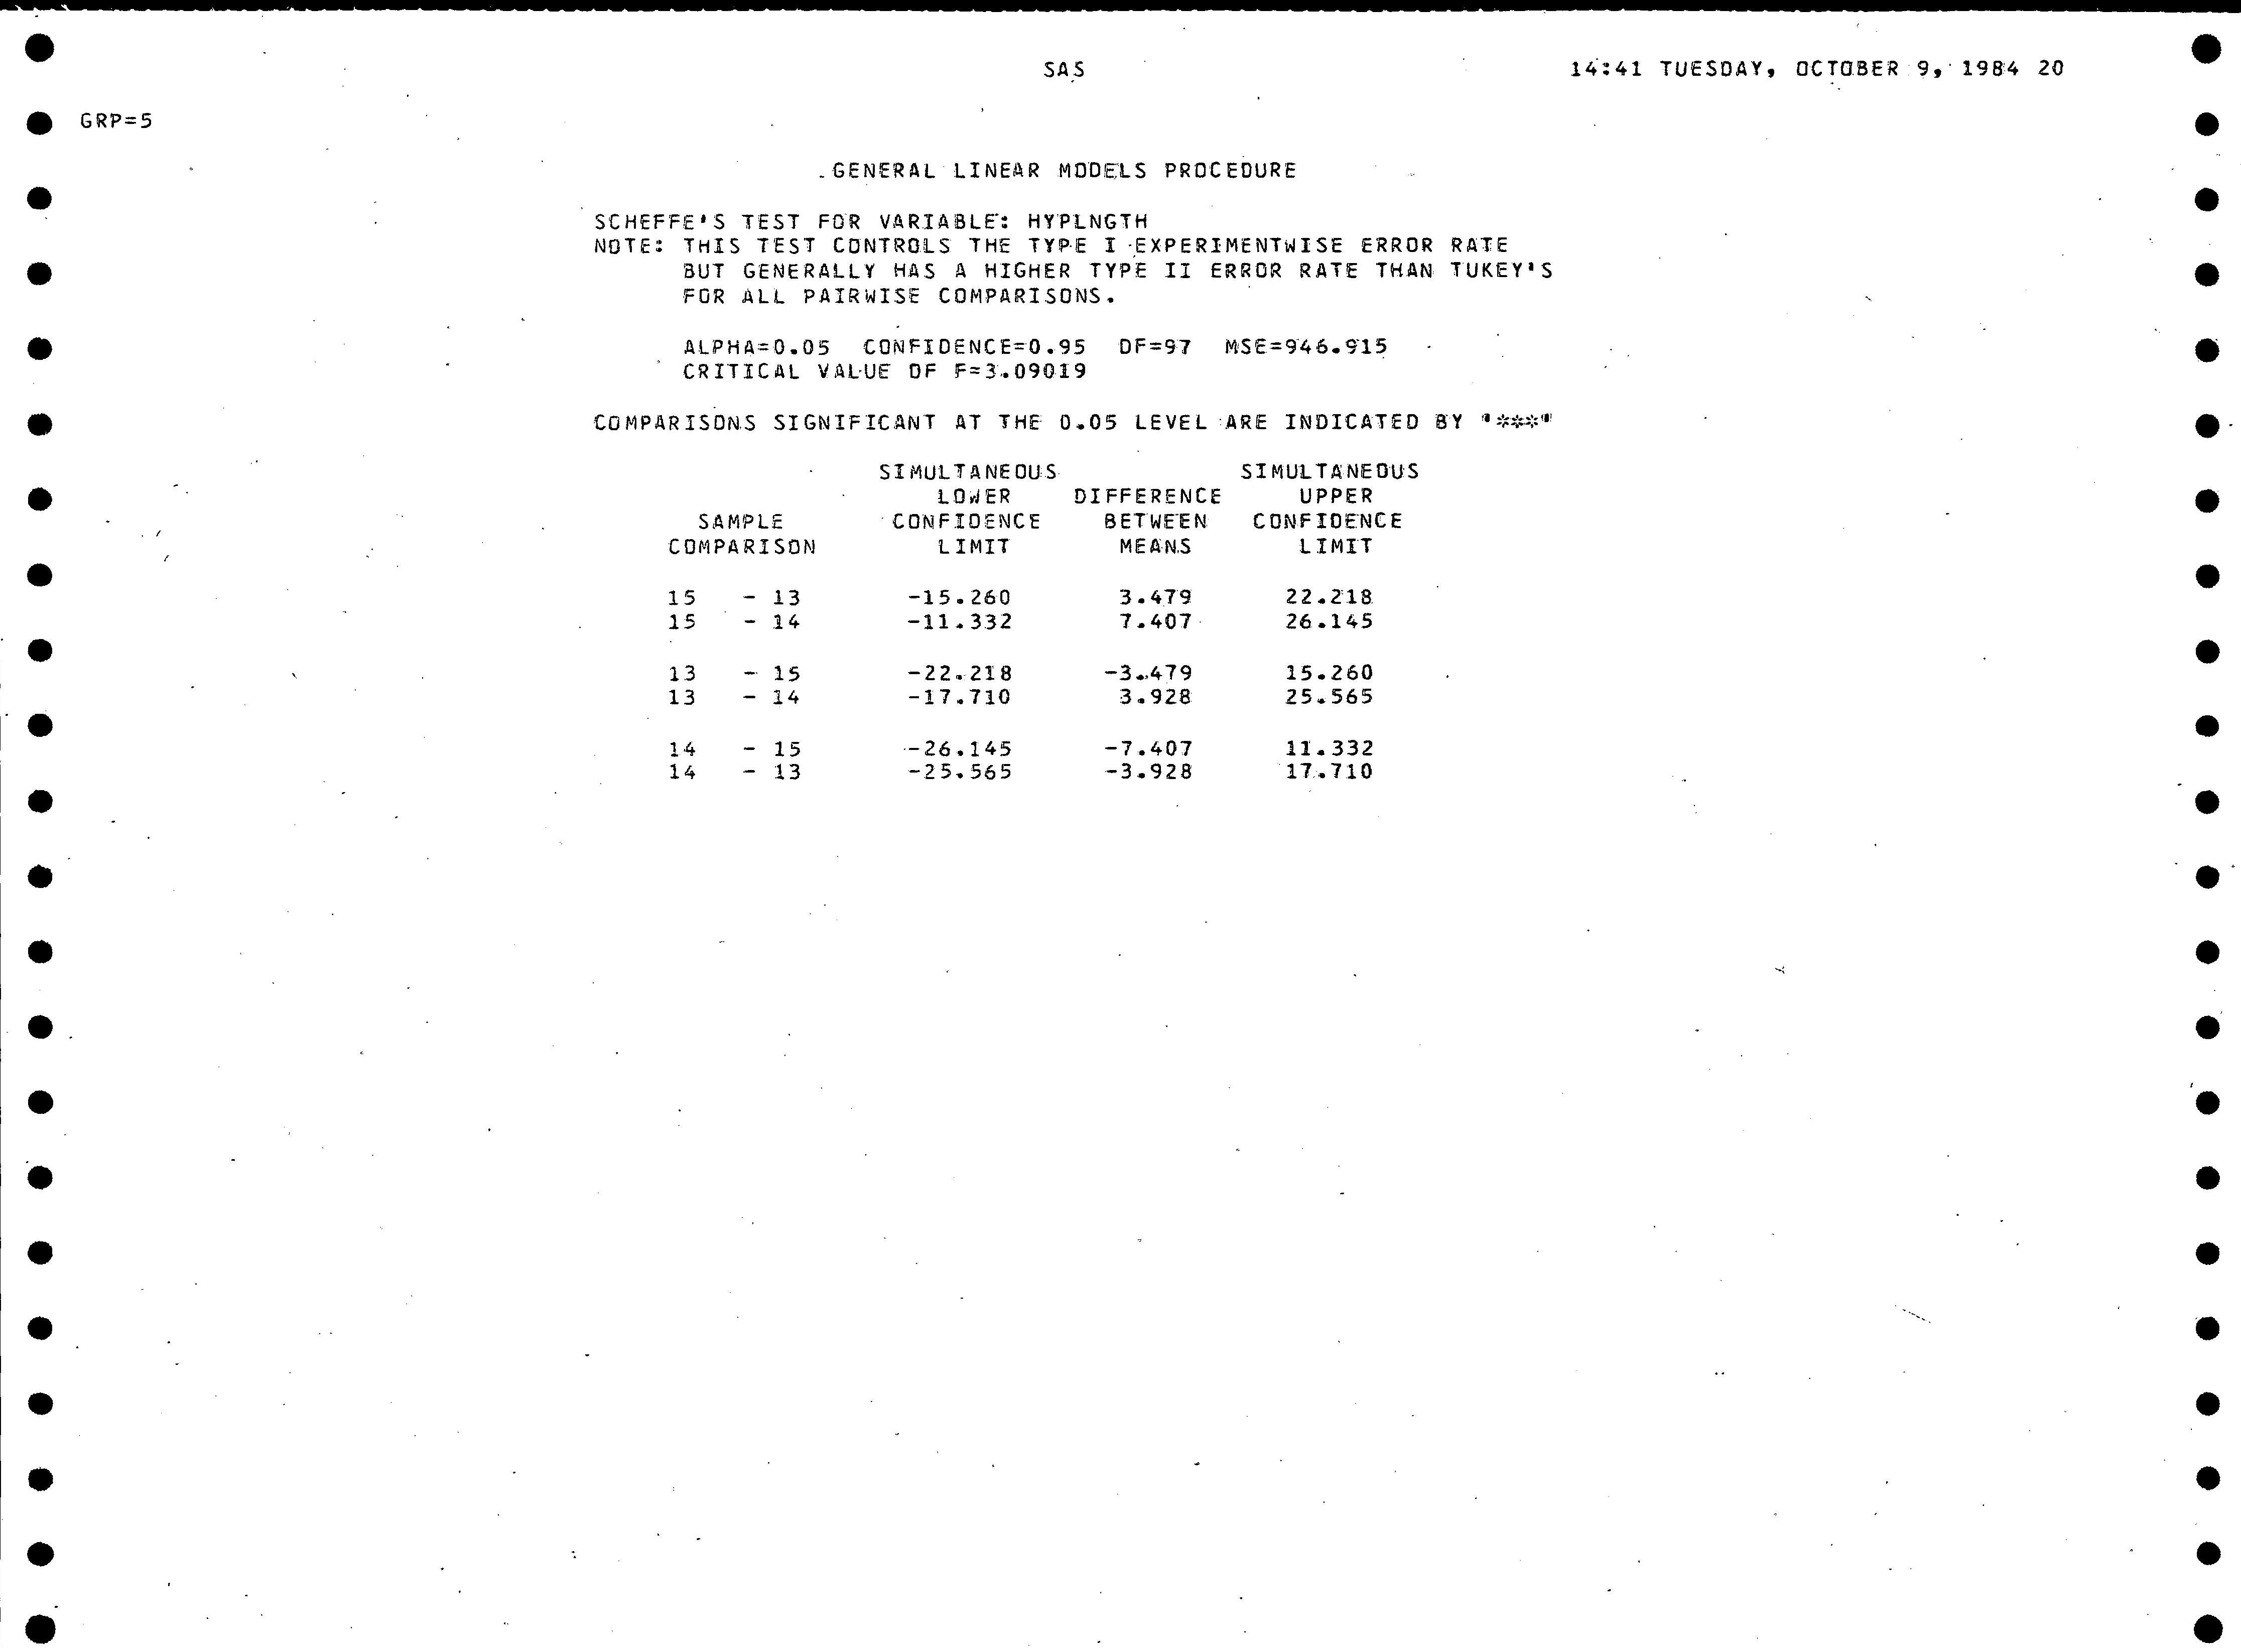 SAS 14:41 TUESDAY, OCTOBER 9, 1984 20
GRP=5
GENERAL LINEAR MODELS PROCEDURE
SCHEFFE'S TEST FOR VARIABLE: HYPLNGTH
NOTE: THIS TEST CONTROLS THE TYPE I EXPERIMENTWISE ERROR RATE
BUT GENERALLY HAS A HIGHER TYPE II ERROR RATE THAN TUKEY'S
FOR ALL PAIRWISE COMPARISONS.
ALPHA=0.05 CONFIDENCE=0.95 DF=97 MSE=946.915
CRITICAL VALUE OF F=3.09019
COMPARISONS SIGNIFICANT AT THE 0.05 LEVEL ARE INDICATED BY '***'
SIMULTANEOUS SIMULTANEOUS
LOWER DIFFERENCE UPPER
SAMPLE CONFIDENCE BETWEEN CONFIDENCE
COMPARISON LIMIT MEANS LIMIT
15 - 13 -15.260 3.479 22.218
15 - 14 -11.332 7.407 26.145
13 - 15 -22.218 -3.479 15.260
13 - 14 -17.710 3.928 25.565
14 - 15 -26.145 -7.407 11.332
14 - 13 -25.565 -3.928 17.710